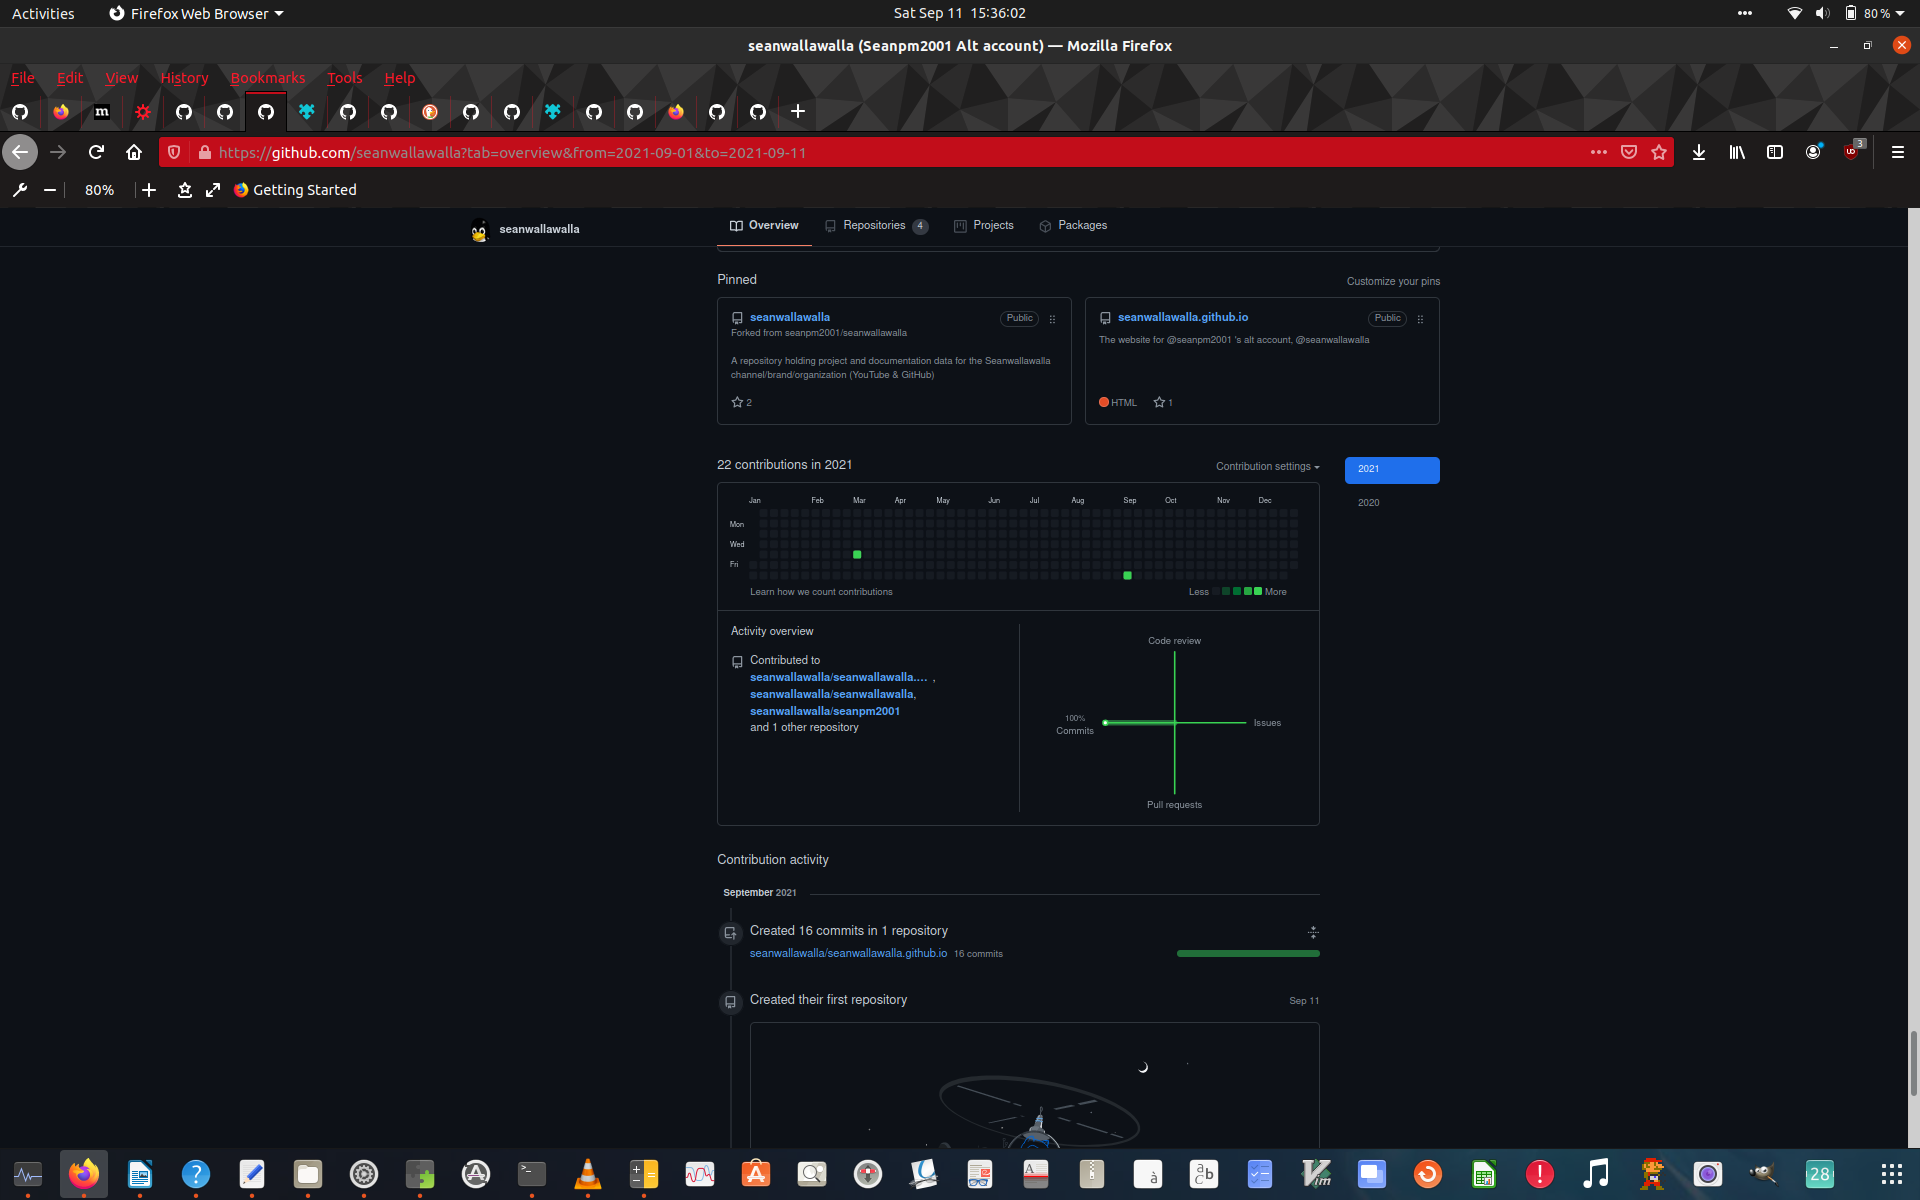 Activities
Firefox Web Browser
Sat Sep 11 15:36:02
80 %
seanwallawalla (Seanpm2001 Alt account) — Mozilla Firefox
File Edit View History Bookmarks Tools Help
m
https://github.com/seanwallawalla?tab=overview&from=2021-09-01&to=2021-09-11
3
80%
Getting Started
seanwallawalla
Overview
Repositories 4
Projects
Packages
Pinned
Customize your pins
seanwallawalla
Public
Forked from seanpm2001/seanwallawalla
A repository holding project and documentation data for the Seanwallawalla
channel/brand/organization (YouTube & GitHub)
2
seanwallawalla.github.io
Public
The website for @seanpm2001 's alt account, @seanwallawalla
HTML
1
22 contributions in 2021
Contribution settings
2021
2020
Jan Feb Mar Apr May Jun Jul Aug Sep Oct Nov Dec
Mon
Wed
Fri
Learn how we count contributions
Less
More
Activity overview
Contributed to
seanwallawalla/seanwallawalla.… ,
seanwallawalla/seanwallawalla,
seanwallawalla/seanpm2001
and 1 other repository
Code review
100%
Commits
Issues
Pull requests
Contribution activity
September 2021
Created 16 commits in 1 repository
seanwallawalla/seanwallawalla.github.io 16 commits
Created their first repository
Sep 11
28